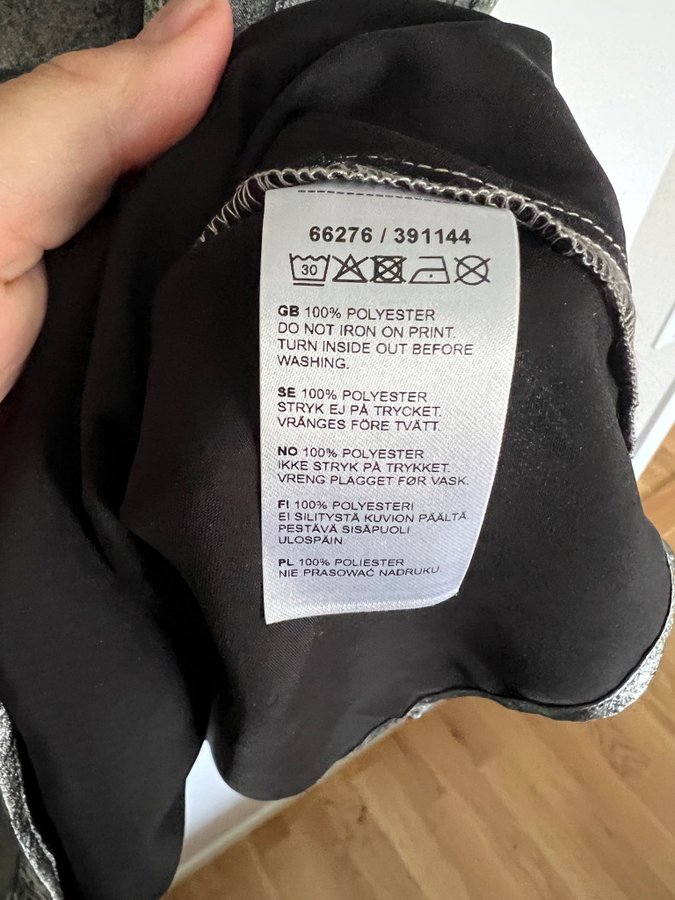 66276 / 391144
30
GB 100% POLYESTER
DO NOT IRON ON PRINT.
TURN INSIDE OUT BEFORE
WASHING.
SE 100% POLYESTER
STRYK EJ PÅ TRYCKET.
VRÄNGES FÖRE TVÄTT.
NO 100% POLYESTER
IKKE STRYK PÅ TRYKKET.
VRENG PLAGGET FØR VASK.
FI 100% POLYESTERI
EI SILITYSTÄ KUVION PÄÄLTÄ
PESTÄVÄ SISÄPUOLI
ULOSPÄIN.
PL 100% POLIESTER
NIE PRASOWAĆ NADRUKU.